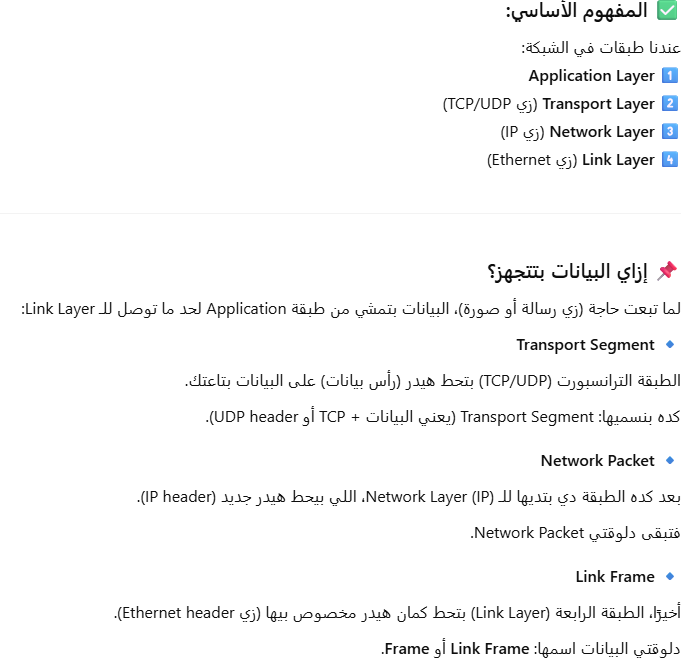 ✅ المفهوم الأساسي:
عندنا طبقات في الشبكة:
1️⃣ Application Layer
2️⃣ Transport Layer (زي TCP/UDP)
3️⃣ Network Layer (زي IP)
4️⃣ Link Layer (زي Ethernet)
📌 إزاي البيانات بتتجهز؟
لما تبعت حاجة (زي رسالة أو صورة)، البيانات بتمشي من طبقة Application لحد ما توصل للـ Link Layer:
🔹 Transport Segment
الطبقة الترانسبورت (TCP/UDP) بتحط هيدر (رأس بيانات) على البيانات بتاعتك.
كده بنسميها: Transport Segment (يعني البيانات + TCP أو UDP header).
🔹 Network Packet
بعد كده الطبقة دي بتديها للـ Network Layer (IP)، اللي بيحط هيدر جديد (IP header).
فتبقى دلوقتي Network Packet.
🔹 Link Frame
أخيرًا، الطبقة الرابعة (Link Layer) بتحط كمان هيدر مخصوص بيها (زي Ethernet header).
دلوقتي البيانات اسمها: Link Frame أو Frame.